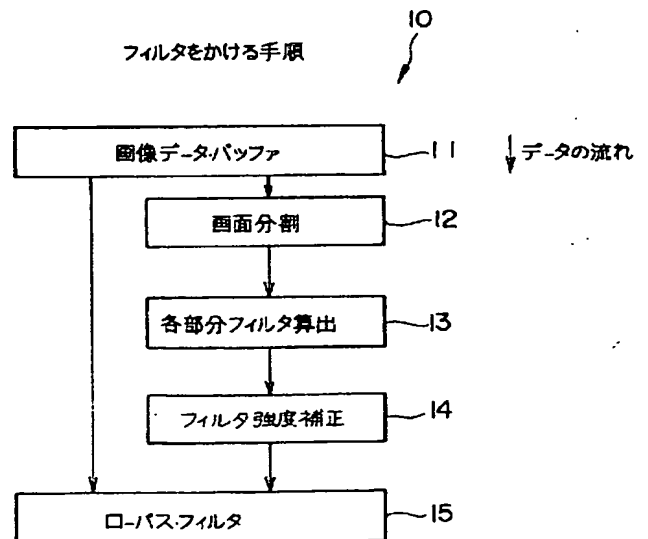 10
フィルタをかける手順
画像データ・バッファ
11
データの流れ
画面分割
12
各部分フィルタ算出
13
フィルタ強度補正
14
ローパス・フィルタ
15